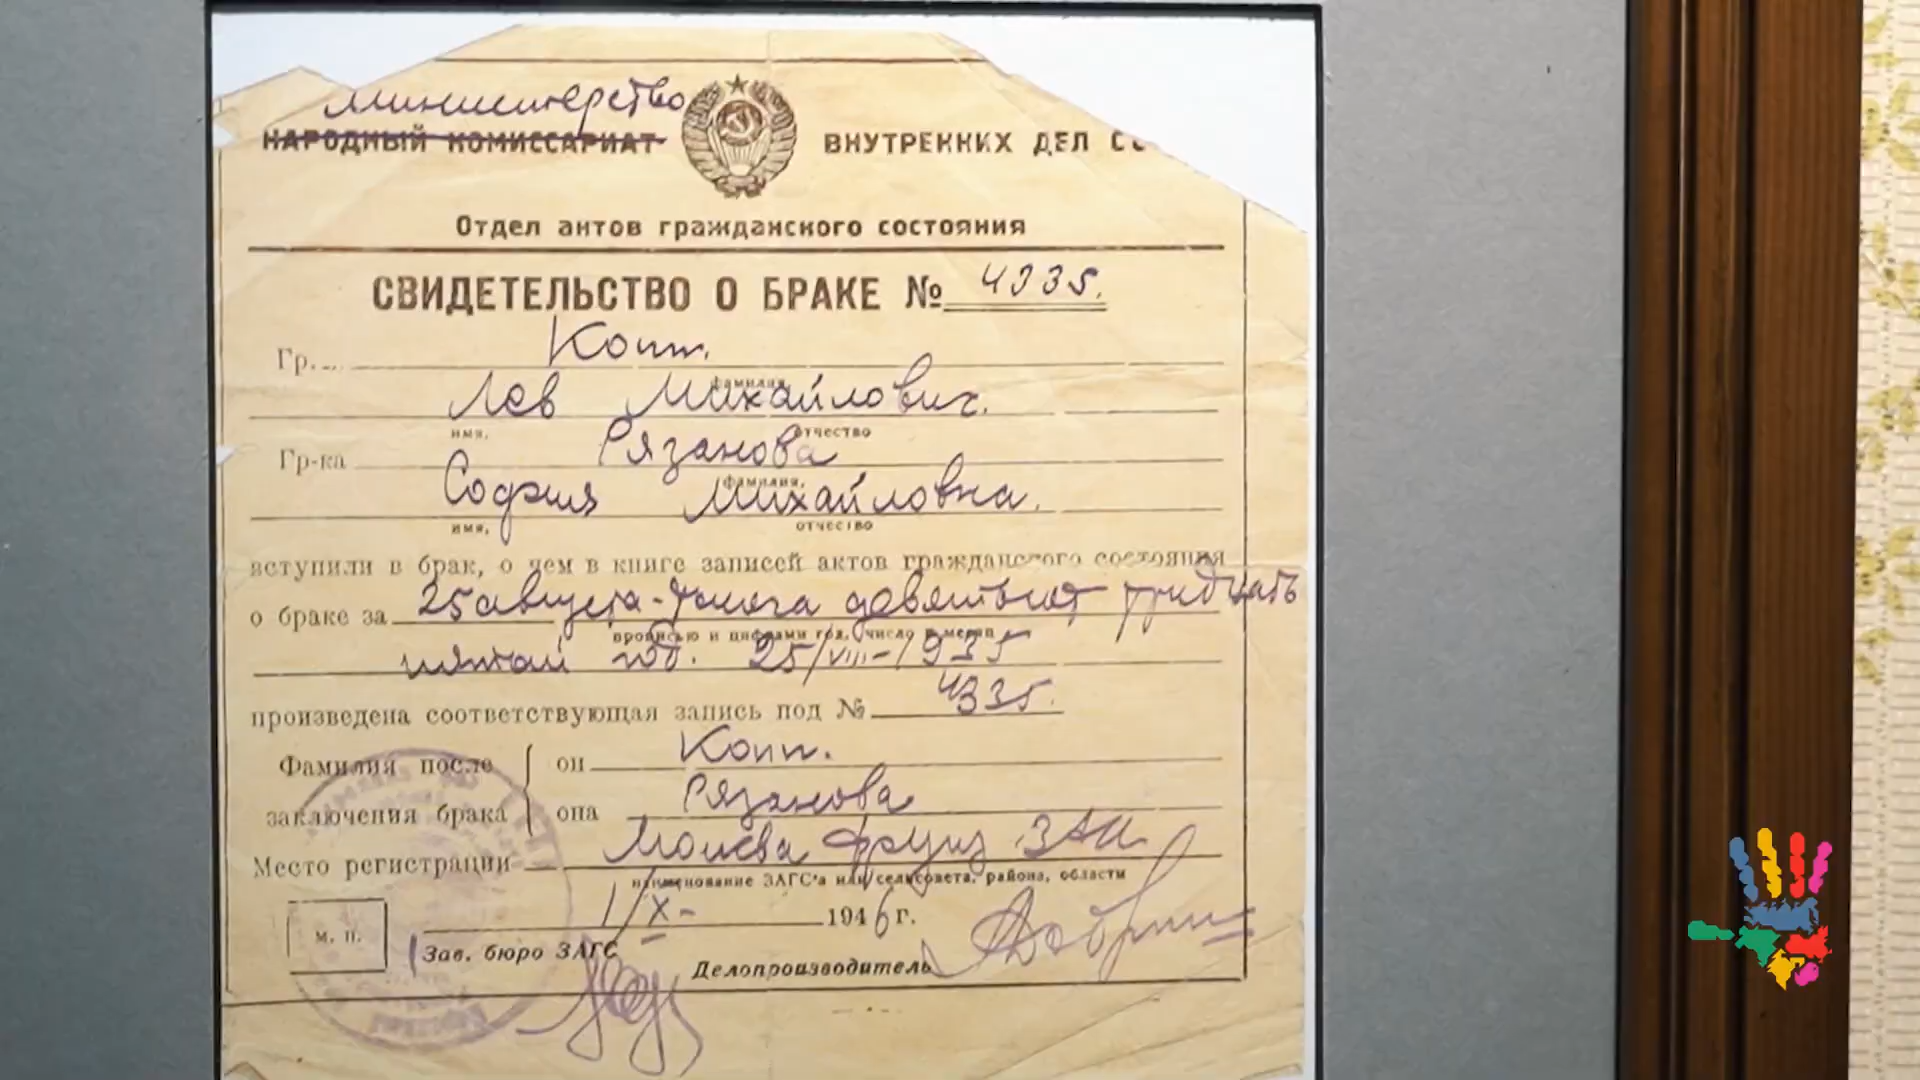 Министерство
НАРОДНЫЙ КОМИССАРИАТ ВНУТРЕННИХ ДЕЛ СС
Отдел актов гражданского состояния
СВИДЕТЕЛЬСТВО О БРАКЕ № 4335.
Гр. Копп.
фамилия
Лев Михайлович.
имя, отчество
Гр-ка Рязанова
фамилия,
София Михайловна.
имя, отчество
вступили в брак, о чем в книге записей актов гражданского состояния
о браке за 25 августа - тысяча девятьсот тридцать
прописью и цифрами год, число и месяц
пятый год. 25/VIII-1935
произведена соответствующая запись под № 4335.
Фамилия после он Копп.
заключения брака она Рязанова
Место регистрации Москва Фрунз ЗАГС
наименование ЗАГС'а или сельсовета, района, области
1/X- 1946 г.
м. п.
Зав. бюро ЗАГС
Делопроизводитель